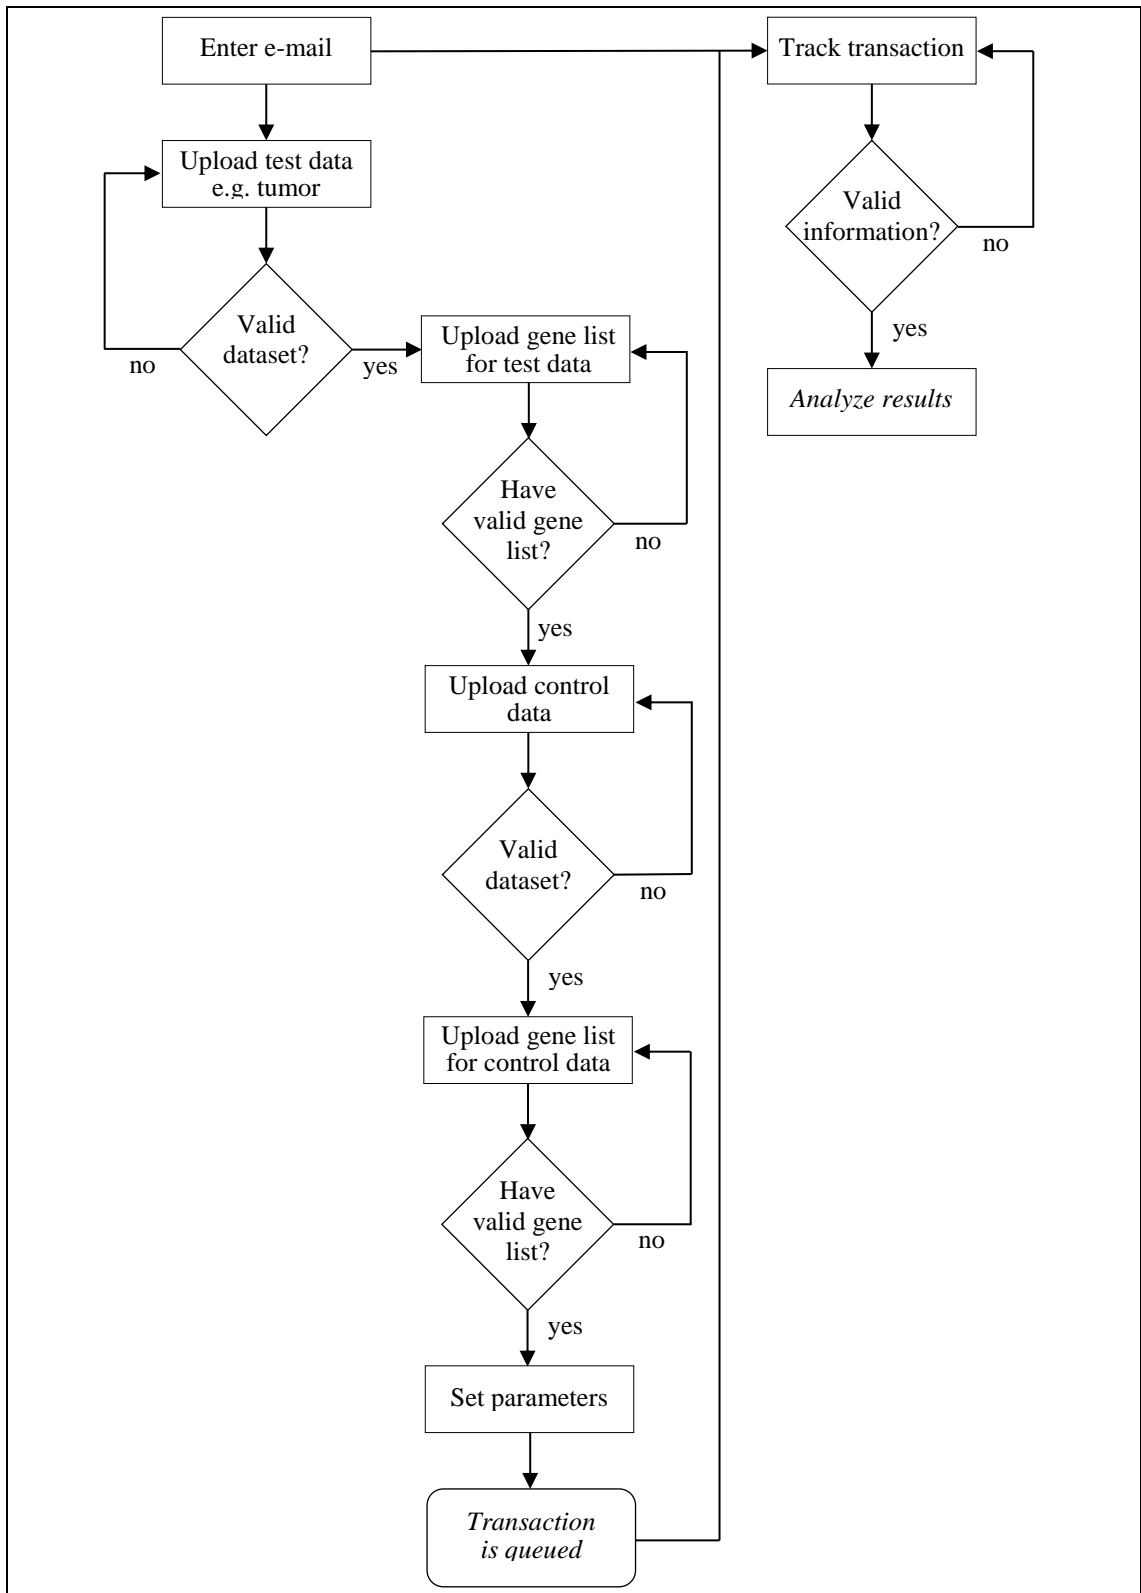 Enter e-mail
Track transaction
Upload test data
e.g. tumor
Valid
information?
no
yes
Analyze results
Valid
dataset?
no
yes
Upload gene list
for test data
Have
valid gene
list?
no
yes
Upload control
data
Valid
dataset?
no
yes
Upload gene list
for control data
Have
valid gene
list?
no
yes
Set parameters
Transaction
is queued